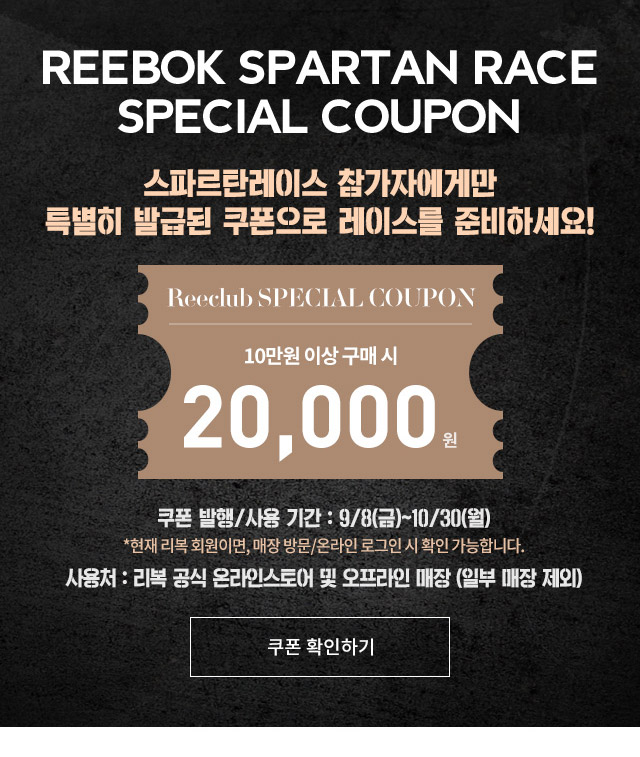 REEBOK SPARTAN RACE
SPECIAL COUPON
스파르탄레이스 참가자에게만
특별히 발급된 쿠폰으로 레이스를 준비하세요!
Reeclub SPECIAL COUPON
10만원 이상 구매 시
20,000원
쿠폰 발행/사용 기간 : 9/8(금)~10/30(월)
*현재 리복 회원이면, 매장 방문/온라인 로그인 시 확인 가능합니다.
사용처 : 리복 공식 온라인스토어 및 오프라인 매장 (일부 매장 제외)
쿠폰 확인하기